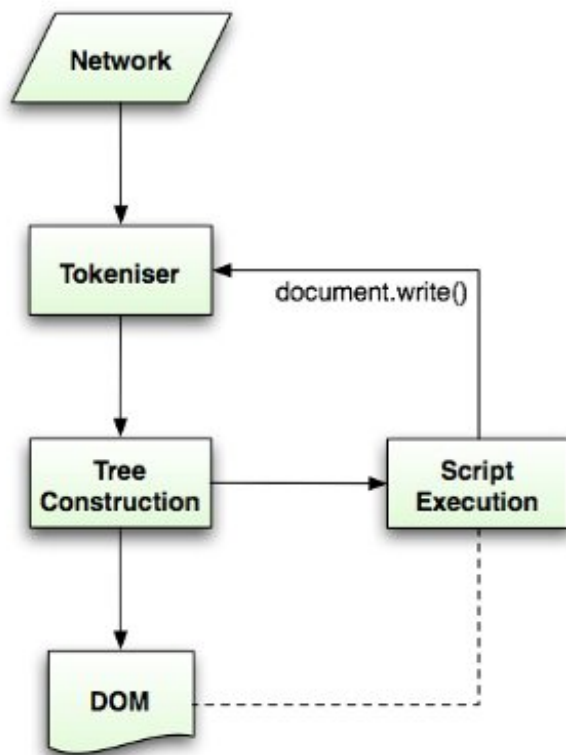 Network
Tokeniser
document.write()
Tree
Construction
Script
Execution
DOM